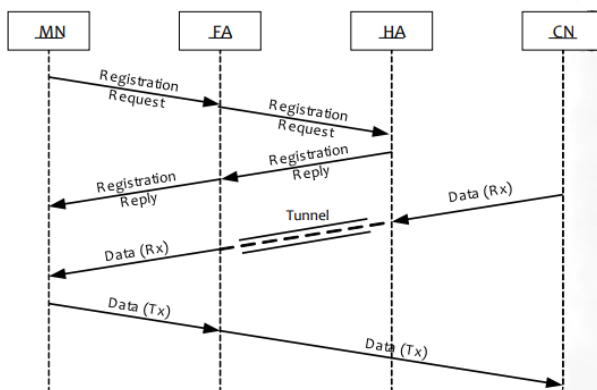 MN
FA
HA
CN
Registration
Request
Registration
Request
Registration
Reply
Registration
Reply
Data (Rx)
Tunnel
Data (Rx)
Data (Tx)
Data (Tx)